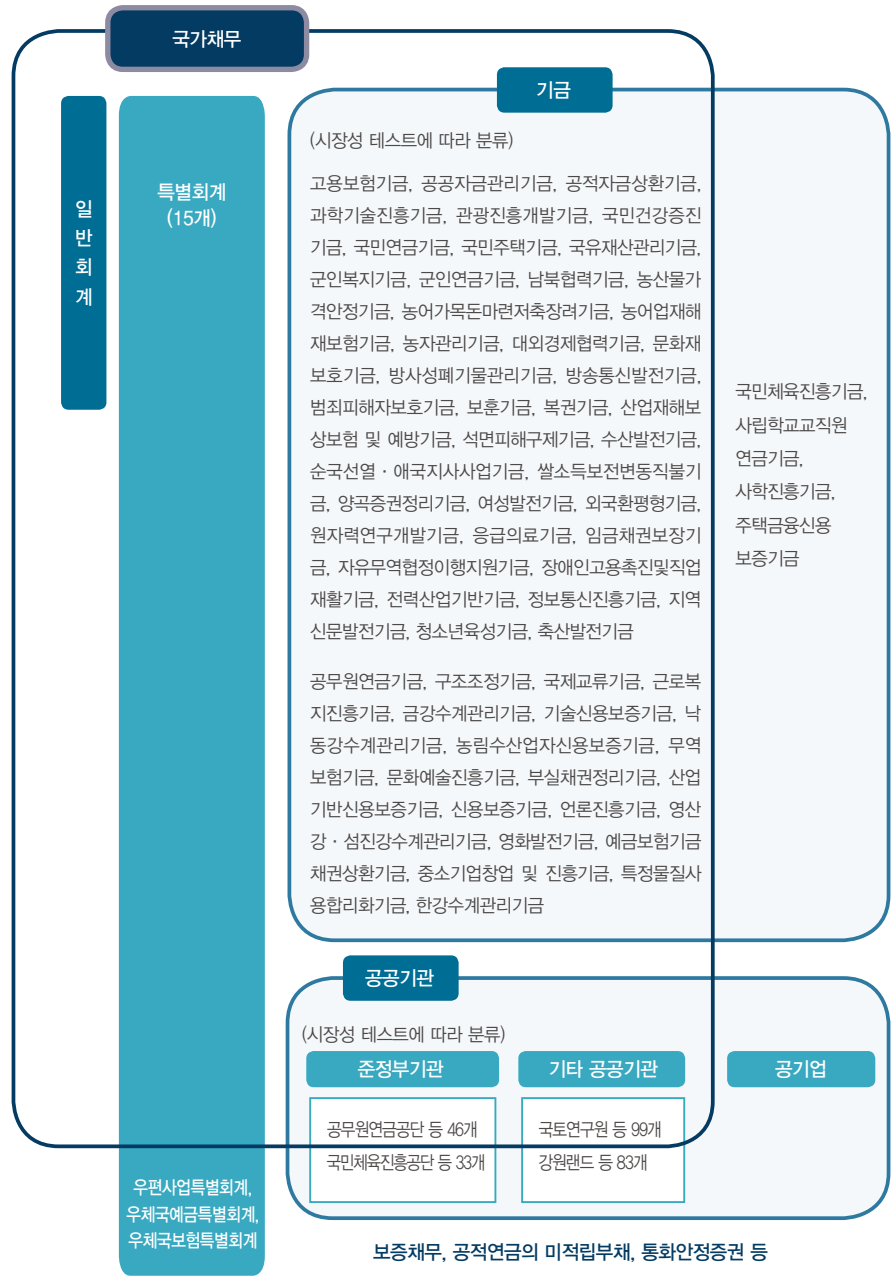 국가채무
일
반
회
계
특별회계
(15개)
우편사업특별회계,
우체국예금특별회계,
우체국보험특별회계
기금
(시장성 테스트에 따라 분류)
고용보험기금, 공공자금관리기금, 공적자금상환기금,
과학기술진흥기금, 관광진흥개발기금, 국민건강증진
기금, 국민연금기금, 국민주택기금, 국유재산관리기금,
군인복지기금, 군인연금기금, 남북협력기금, 농산물가
격안정기금, 농어가목돈마련저축장려기금, 농어업재해
재보험기금, 농자관리기금, 대외경제협력기금, 문화재
보호기금, 방사성폐기물관리기금, 방송통신발전기금,
범죄피해자보호기금, 보훈기금, 복권기금, 산업재해보
상보험 및 예방기금, 석면피해구제기금, 수산발전기금,
순국선열 · 애국지사사업기금, 쌀소득보전변동직불기
금, 양곡증권정리기금, 여성발전기금, 외국환평형기금,
원자력연구개발기금, 응급의료기금, 임금채권보장기
금, 자유무역협정이행지원기금, 장애인고용촉진및직업
재활기금, 전력산업기반기금, 정보통신진흥기금, 지역
신문발전기금, 청소년육성기금, 축산발전기금
공무원연금기금, 구조조정기금, 국제교류기금, 근로복
지진흥기금, 금강수계관리기금, 기술신용보증기금, 낙
동강수계관리기금, 농림수산업자신용보증기금, 무역
보험기금, 문화예술진흥기금, 부실채권정리기금, 산업
기반신용보증기금, 신용보증기금, 언론진흥기금, 영산
강 · 섬진강수계관리기금, 영화발전기금, 예금보험기금
채권상환기금, 중소기업창업 및 진흥기금, 특정물질사
용합리화기금, 한강수계관리기금
국민체육진흥기금,
사립학교교직원
연금기금,
사학진흥기금,
주택금융신용
보증기금
공공기관
(시장성 테스트에 따라 분류)
준정부기관
공무원연금공단 등 46개
국민체육진흥공단 등 33개
기타 공공기관
국토연구원 등 99개
강원랜드 등 83개
공기업
보증채무, 공적연금의 미적립부채, 통화안정증권 등